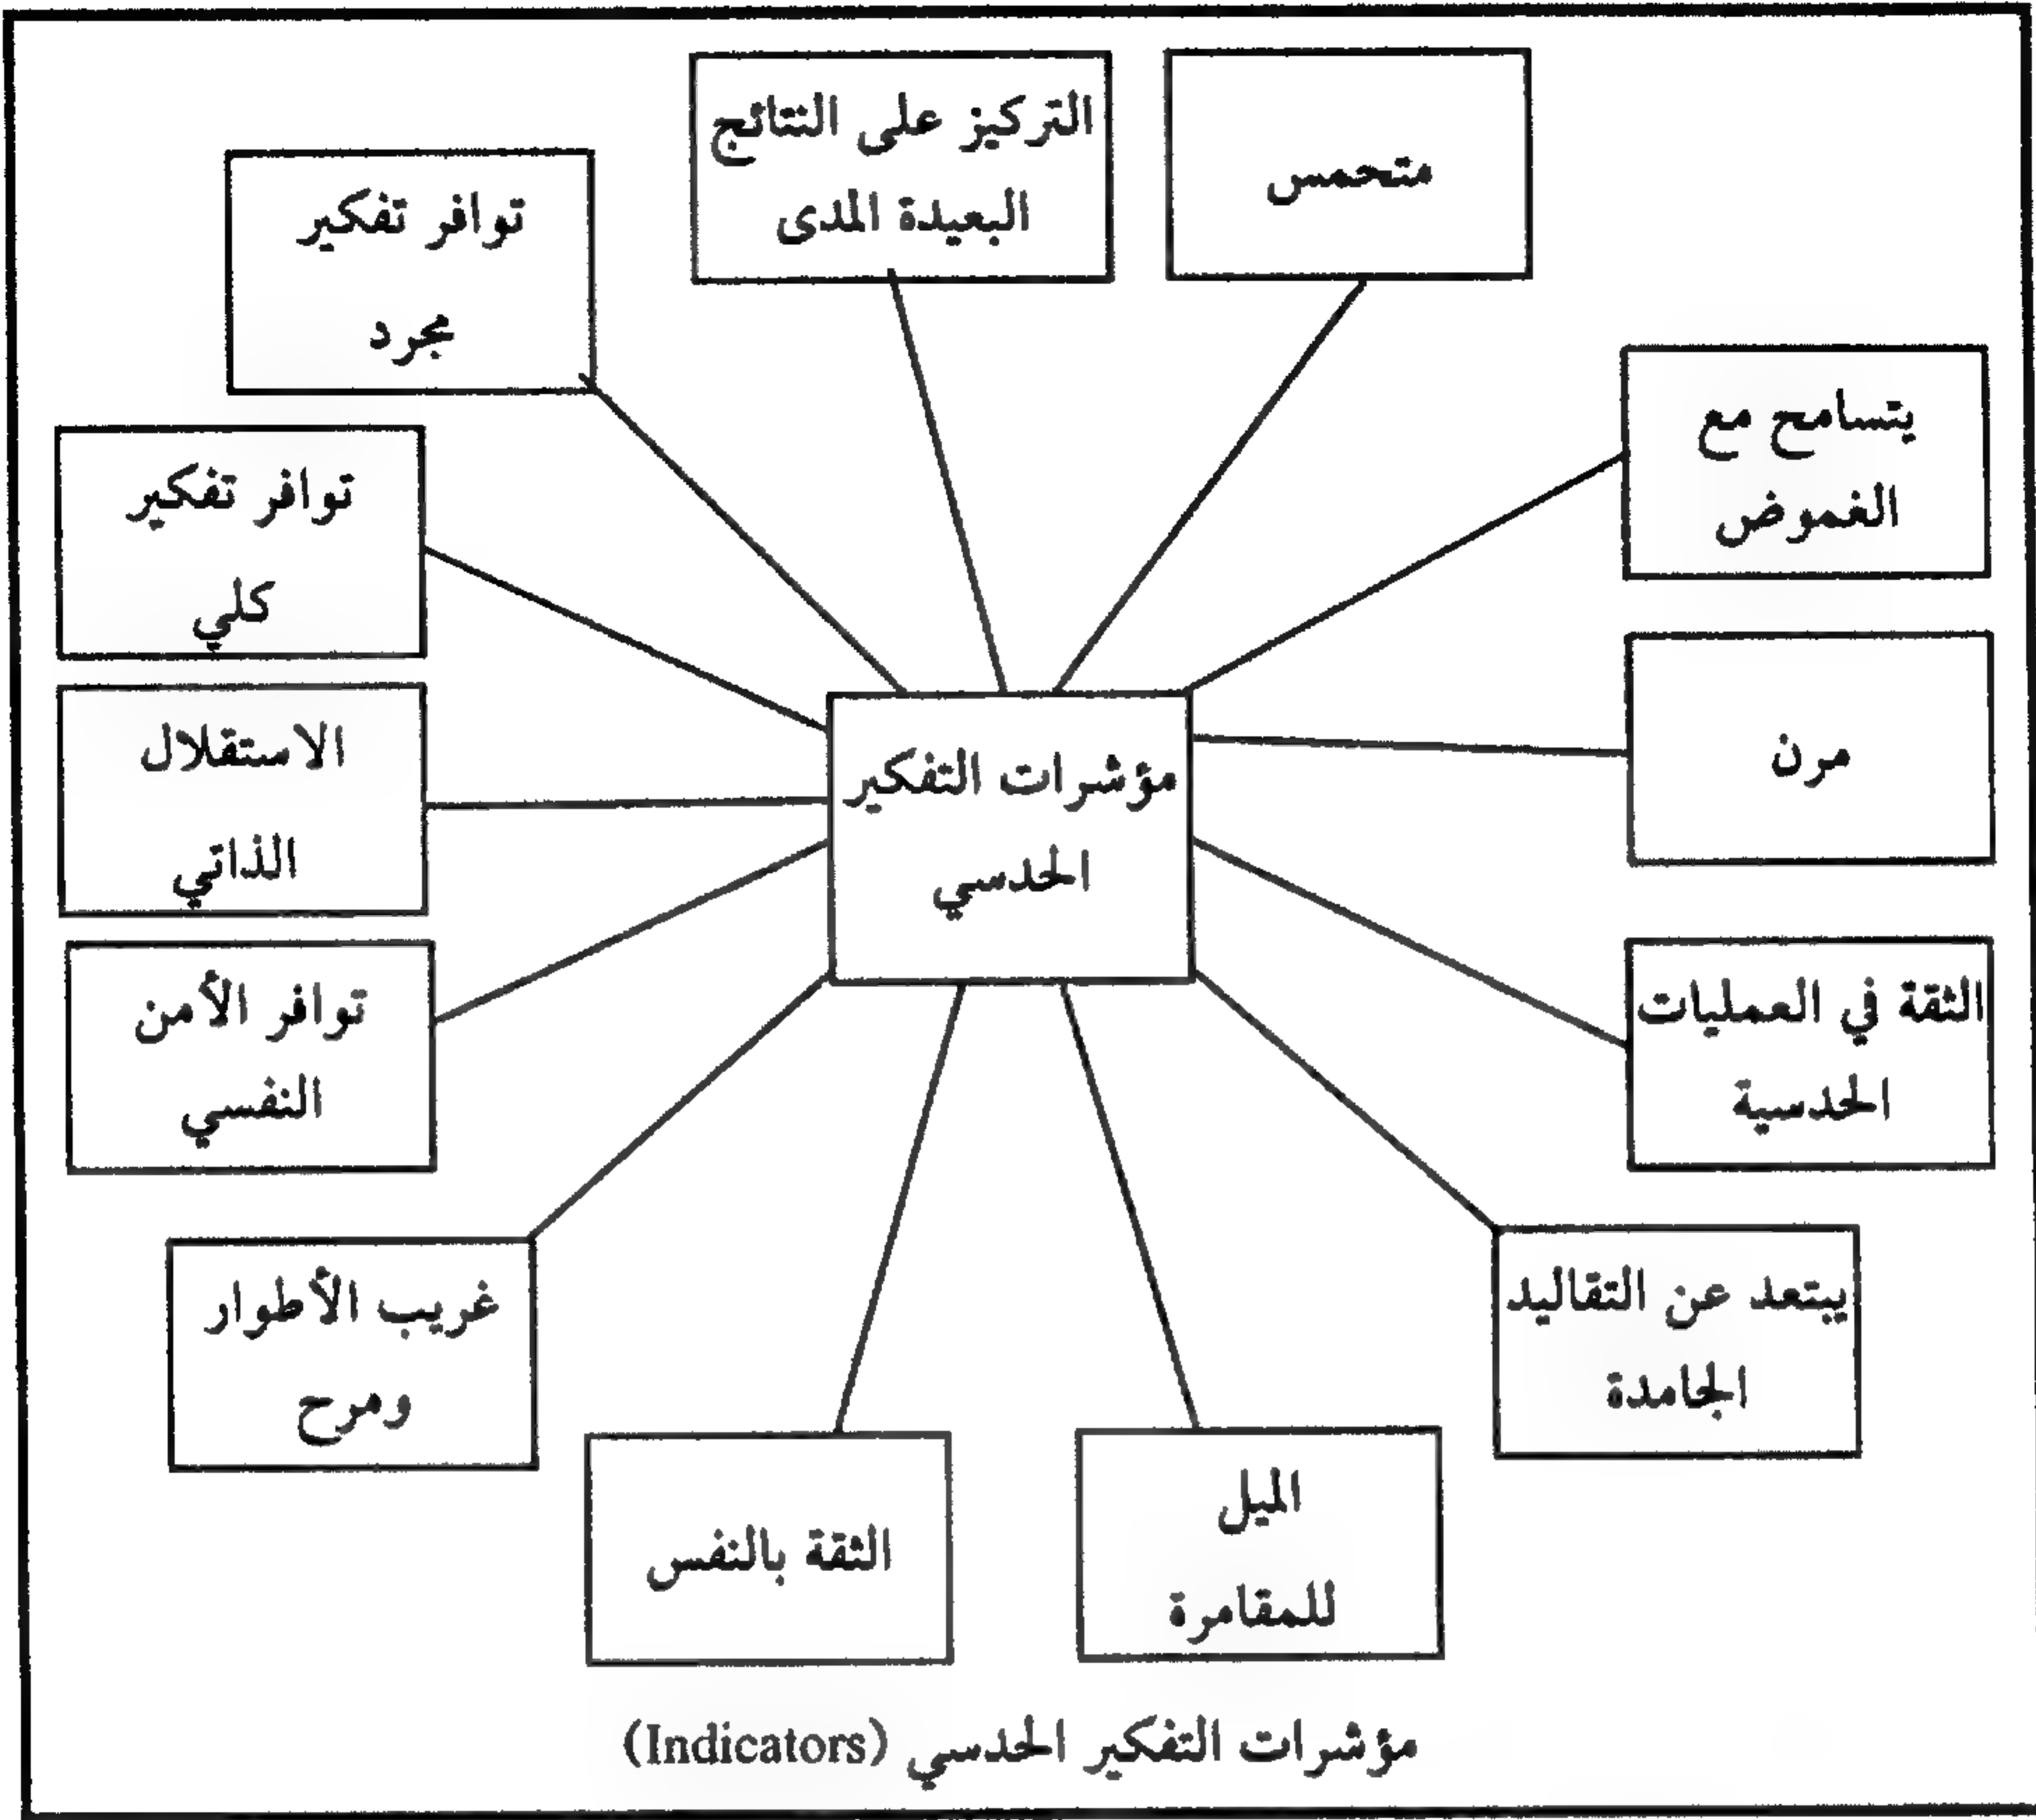 متحمس
التركيز على النتائج
البعيدة المدى
توافر تفكير
مجرد
يتسامح مع
الغموض
توافر تفكير
كلي
مرن
الاستقلال
الذاتي
مؤشرات التفكير
الحدسي
الثقة في العمليات
الحدسية
توافر الأمن
النفسي
يبتعد عن التقاليد
الجامدة
غريب الأطوار
ومرح
الميل
للمقامرة
الثقة بالنفس
مؤشرات التفكير الحدسي (Indicators)